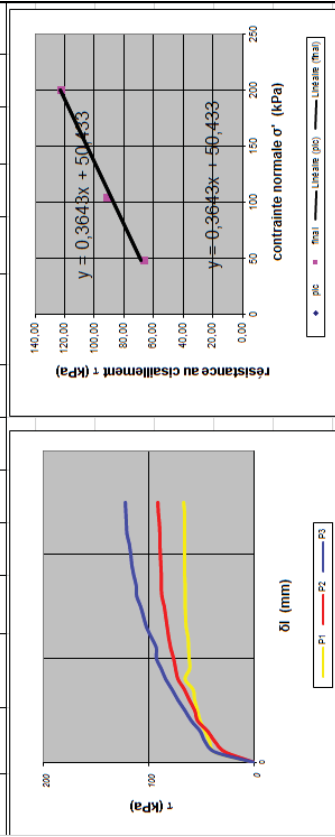 200
100
0
0
τ (kPa)
δl (mm)
P1
P2
P3
140,00
120,00
100,00
80,00
60,00
40,00
20,00
0,00
0
50
100
150
200
250
résistance au cisaillement τ (kPa)
y = 0,3643x + 50,433
y = 0,3643x + 50,433
contrainte normale σ' (kPa)
pic
final
Linéaire (pic)
Linéaire (final)